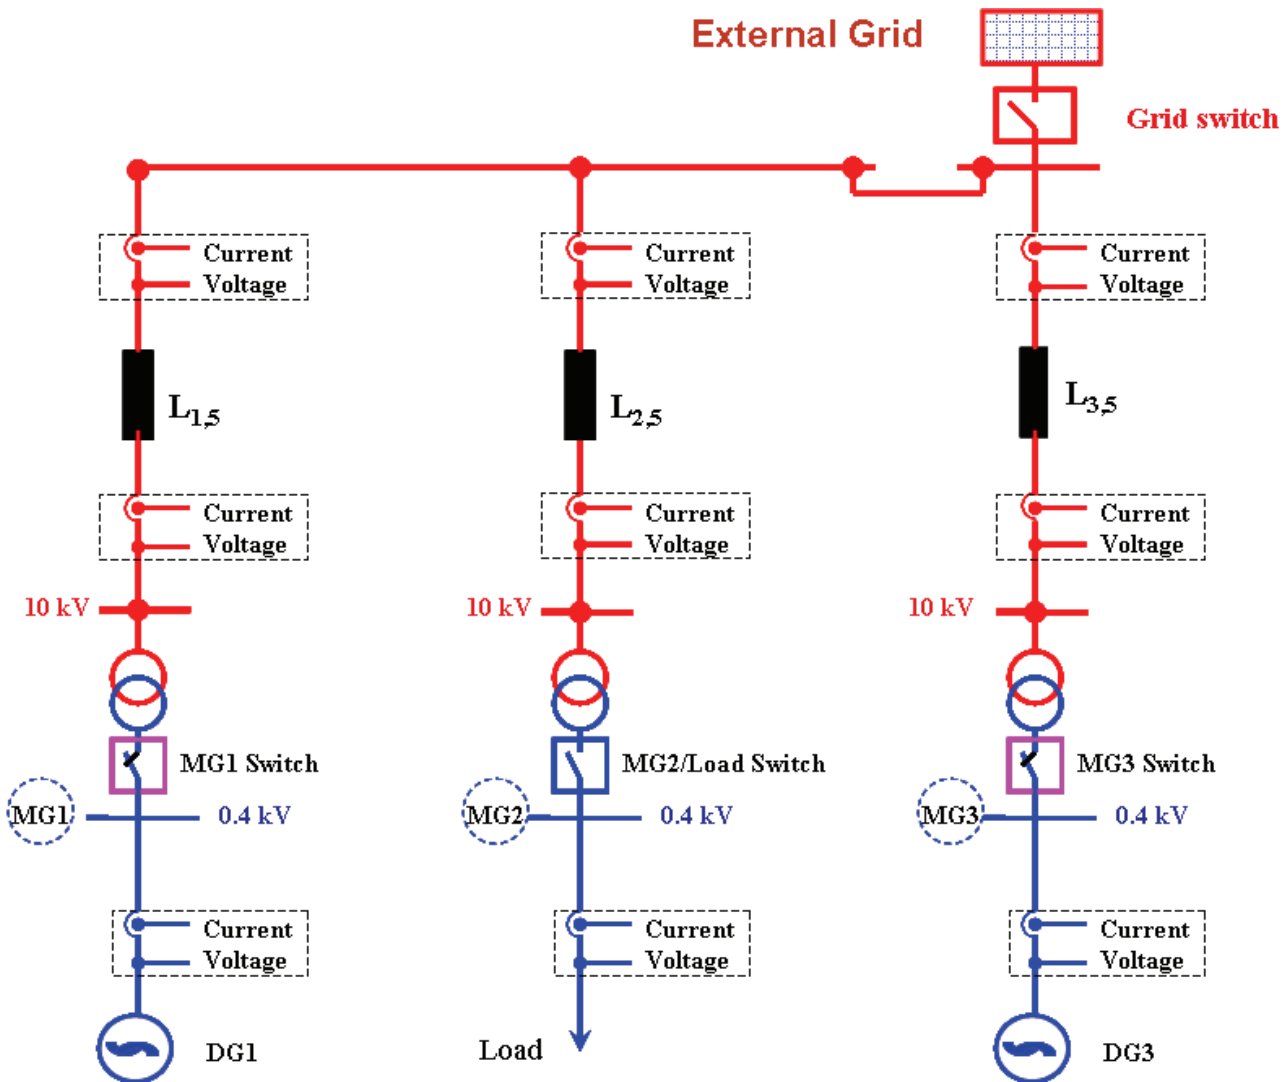 External Grid
Grid switch
Current
Voltage
Current
Voltage
Current
Voltage
L1,5
L2,5
L3,5
Current
Voltage
Current
Voltage
Current
Voltage
10 kV
10 kV
10 kV
MG1 Switch
MG2/Load Switch
MG3 Switch
MG1
0.4 kV
MG2
0.4 kV
MG3
0.4 kV
Current
Voltage
Current
Voltage
Current
Voltage
DG1
Load
DG3